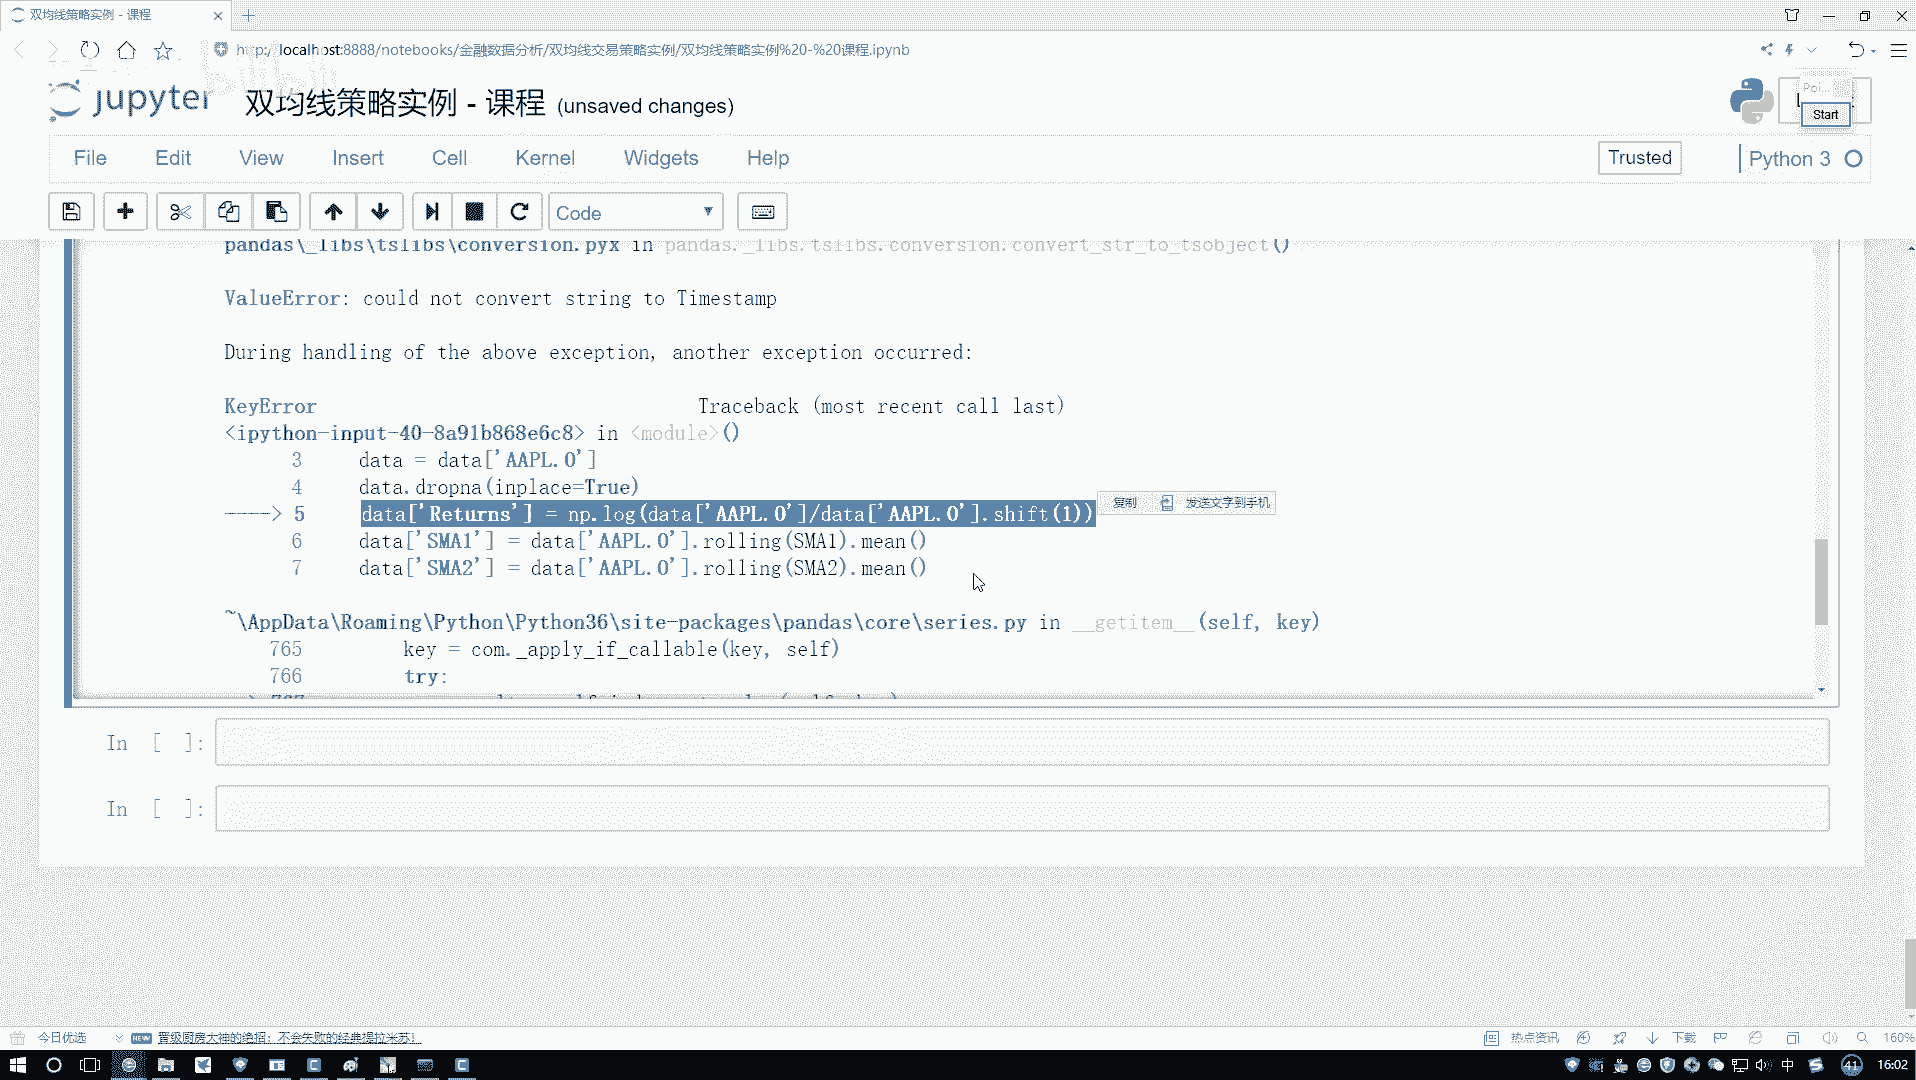 双均线策略实例 - 课程
http://localhost:8888/notebooks/金融数据分析/双均线交易策略实例/双均线策略实例%20-%20课程.ipynb
jupyter 双均线策略实例 - 课程 (unsaved changes)
Poi...
Start
File Edit View Insert Cell Kernel Widgets Help
Trusted
Python 3
Code
pandas\_libs\tslibs\conversion.pyx in pandas._libs.tslibs.conversion.convert_str_to_tsobject()
ValueError: could not convert string to Timestamp
During handling of the above exception, another exception occurred:
KeyError Traceback (most recent call last)
<ipython-input-40-8a91b868e6c8> in <module>()
3 data = data['AAPL.O']
4 data.dropna(inplace=True)
----> 5 data['Returns'] = np.log(data['AAPL.O']/data['AAPL.O'].shift(1))
复制 发送文字到手机
6 data['SMA1'] = data['AAPL.O'].rolling(SMA1).mean()
7 data['SMA2'] = data['AAPL.O'].rolling(SMA2).mean()
~\AppData\Roaming\Python\Python36\site-packages\pandas\core\series.py in __getitem__(self, key)
765 key = com._apply_if_callable(key, self)
766 try:
In [ ]:
In [ ]:
今日优选 NEW 晋级厨房大神的绝招：不会失败的经典提拉米苏！
热点资讯 下载 160%
中 41 16:02